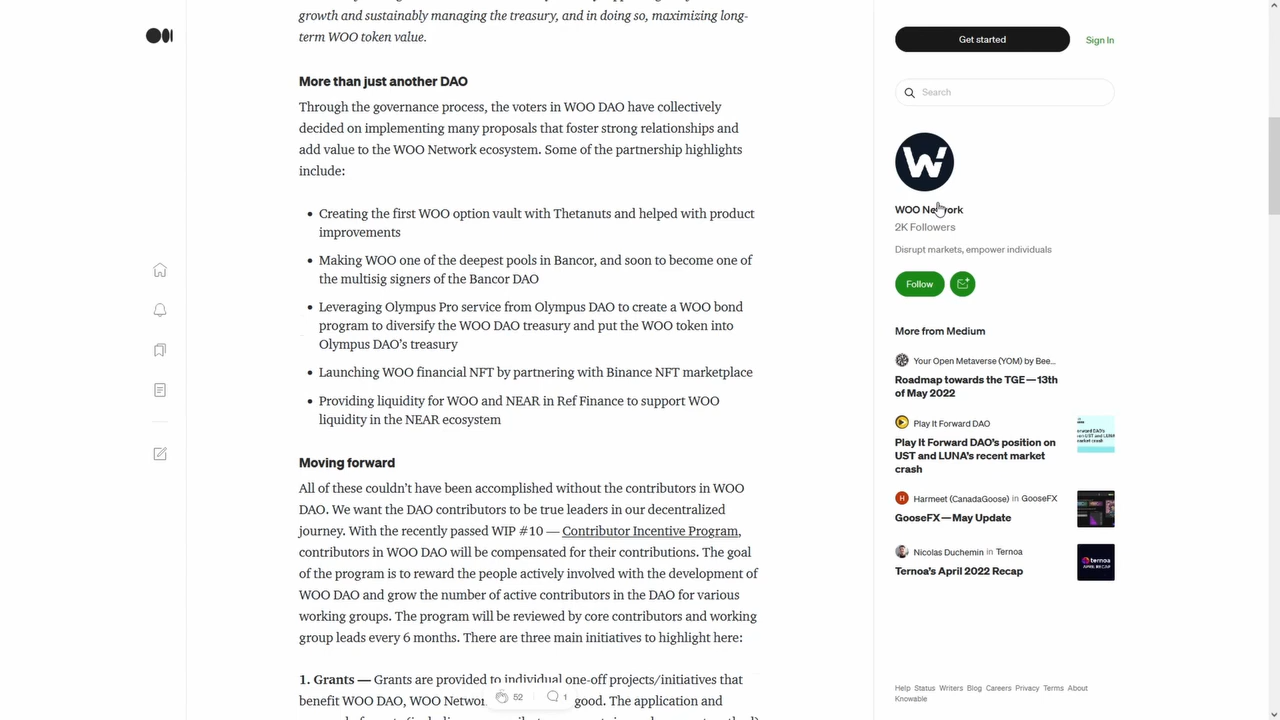 growth and sustainably managing the treasury, and in doing so, maximizing long-
term WOO token value.
More than just another DAO
Through the governance process, the voters in WOO DAO have collectively
decided on implementing many proposals that foster strong relationships and
add value to the WOO Network ecosystem. Some of the partnership highlights
include:
• Creating the first WOO option vault with Thetanuts and helped with product
improvements
• Making WOO one of the deepest pools in Bancor, and soon to become one of
the multisig signers of the Bancor DAO
• Leveraging Olympus Pro service from Olympus DAO to create a WOO bond
program to diversify the WOO DAO treasury and put the WOO token into
Olympus DAO’s treasury
• Launching WOO financial NFT by partnering with Binance NFT marketplace
• Providing liquidity for WOO and NEAR in Ref Finance to support WOO
liquidity in the NEAR ecosystem
Moving forward
All of these couldn’t have been accomplished without the contributors in WOO
DAO. We want the DAO contributors to be true leaders in our decentralized
journey. With the recently passed WIP #10 — Contributor Incentive Program,
contributors in WOO DAO will be compensated for their contributions. The goal
of the program is to reward the people actively involved with the development of
WOO DAO and grow the number of active contributors in the DAO for various
working groups. The program will be reviewed by core contributors and working
group leads every 6 months. There are three main initiatives to highlight here:
1. Grants — Grants are provided to individual one-off projects/initiatives that
benefit WOO DAO, WOO Networ good. The application and
52 1
Get started
Sign In
Search
W
WOO Network
2K Followers
Disrupt markets, empower individuals
Follow
More from Medium
Your Open Metaverse (YOM) by Bee...
Roadmap towards the TGE — 13th
of May 2022
Play It Forward DAO
Play It Forward DAO’s position on
UST and LUNA’s recent market
crash
H Harmeet (CanadaGoose) in GooseFX
GooseFX — May Update
Nicolas Duchemin in Ternoa
Ternoa’s April 2022 Recap
ternoa
APRIL RECAP
Help Status Writers Blog Careers Privacy Terms About
Knowable